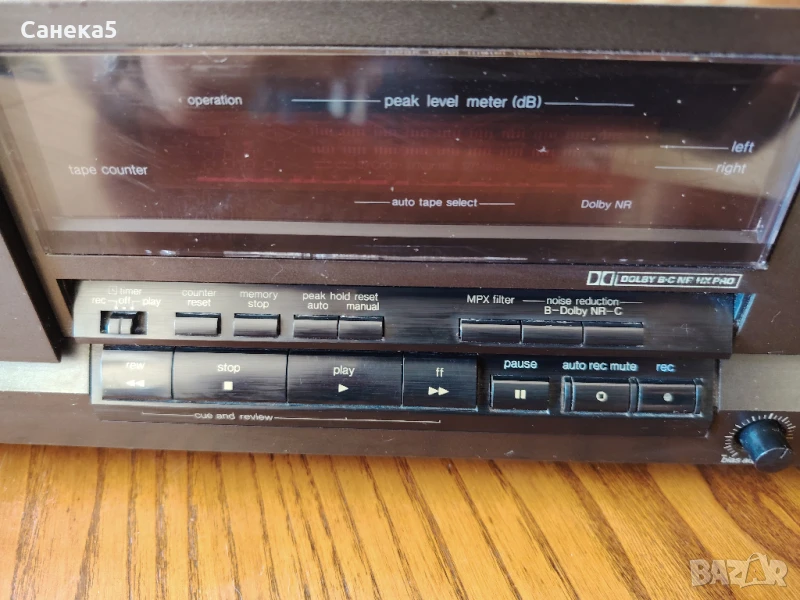 Санека5
operation
peak level meter (dB)
left
right
tape counter
auto tape select
Dolby NR
DOLBY B·C NR HX PRO
timer
rec off play
counter reset
memory stop
peak hold reset
auto manual
MPX filter
noise reduction
B-Dolby NR-C
rew
stop
play
ff
pause
auto rec mute
rec
cue and review
bias
BAZAR